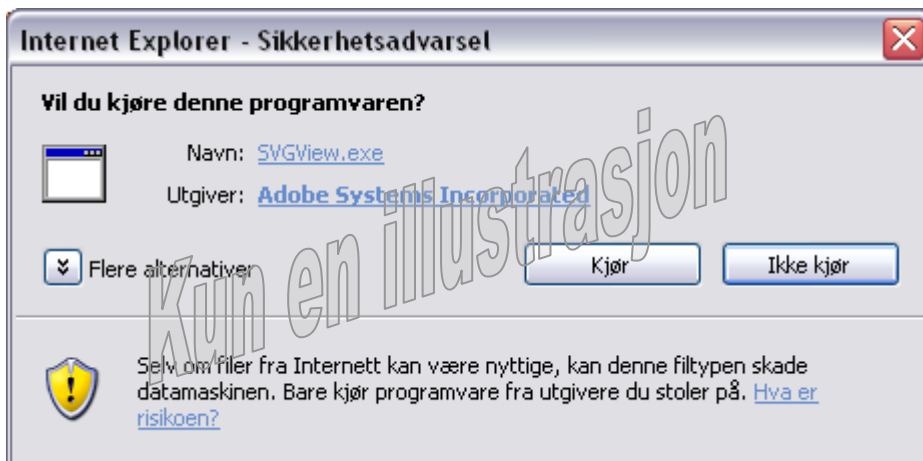 Internet Explorer - Sikkerhetsadvarsel
Vil du kjøre denne programvaren?
Navn: SVGView.exe
Utgiver: Adobe Systems Incorporated
Flere alternativer
Kjør
Ikke kjør
Kun en illustrasjon
Selv om filer fra Internett kan være nyttige, kan denne filtypen skade
datamaskinen. Bare kjør programvare fra utgivere du stoler på. Hva er
risikoen?